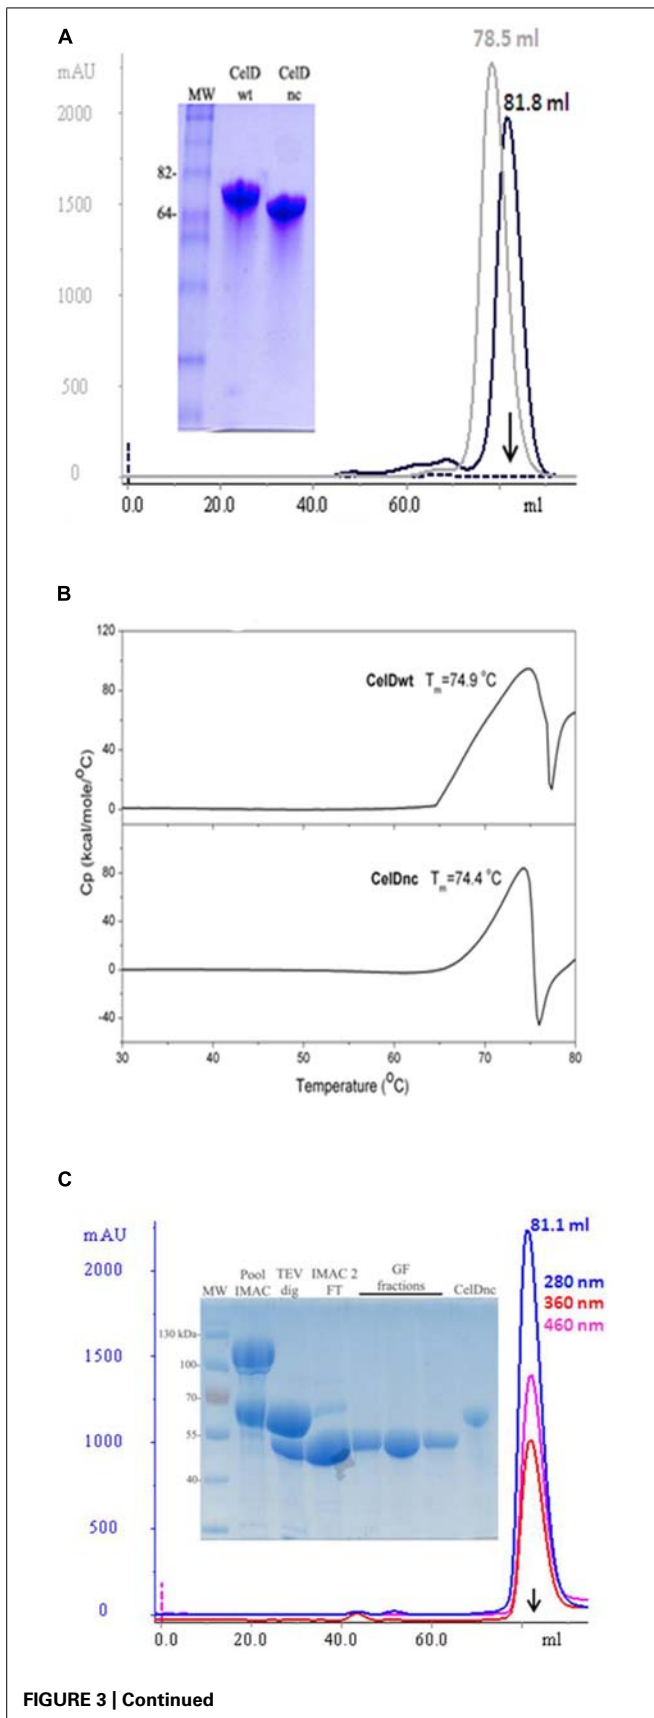 A
78.5 ml
mAU
CelD CelD
MW wt nc
81.8 ml
2000
82-
1500
64-
1000
500
0
0.0 20.0 40.0 60.0 ml
B
120
CelDwt Tm=74.9 °C
80
40
0
Cp (kcal/mole/°C)
CelDnc Tm=74.4 °C
80
40
0
-40
30 40 50 60 70 80
Temperature (°C)
C
mAU
81.1 ml
2000
Pool TEV IMAC 2 GF
MW IMAC dig FT fractions CelDnc
280 nm
360 nm
460 nm
130 kDa-
100-
1500
70-
55-
1000
40-
500
0
0.0 20.0 40.0 60.0 ml
FIGURE 3 | Continued